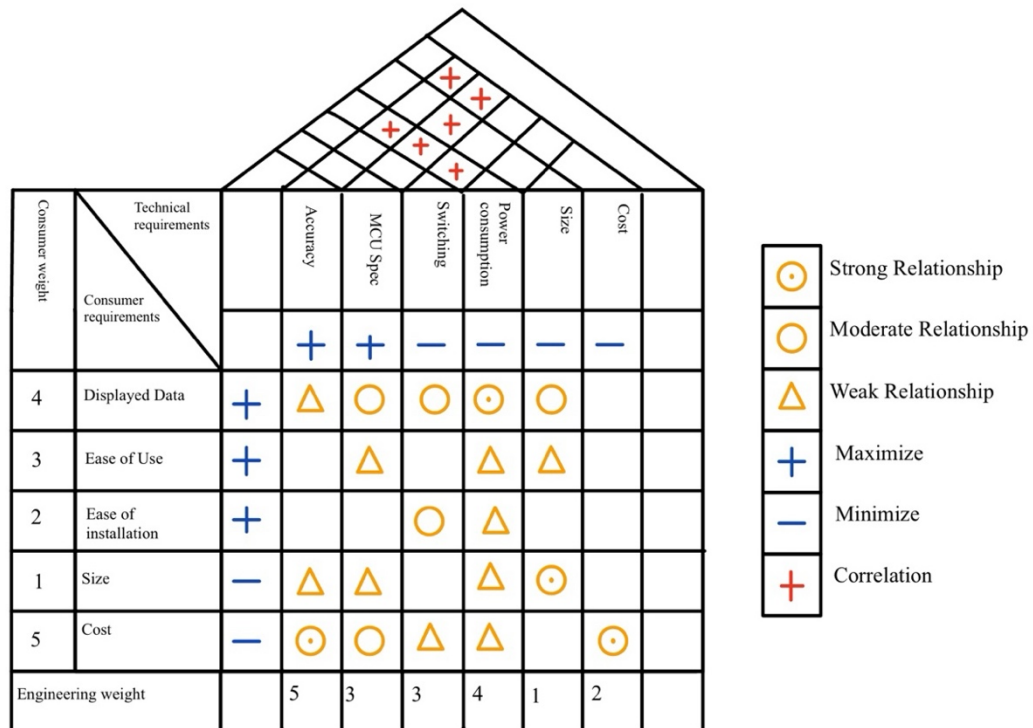 Consumer weight
Technical
requirements
Consumer
requirements
Accuracy
MCU Spec
Switching
Power
consumption
Size
Cost
+ + − − − −
4 Displayed Data +
3 Ease of Use +
2 Ease of
installation +
1 Size −
5 Cost −
Engineering weight 5 3 3 4 1 2
Strong Relationship
Moderate Relationship
Weak Relationship
+ Maximize
− Minimize
+ Correlation